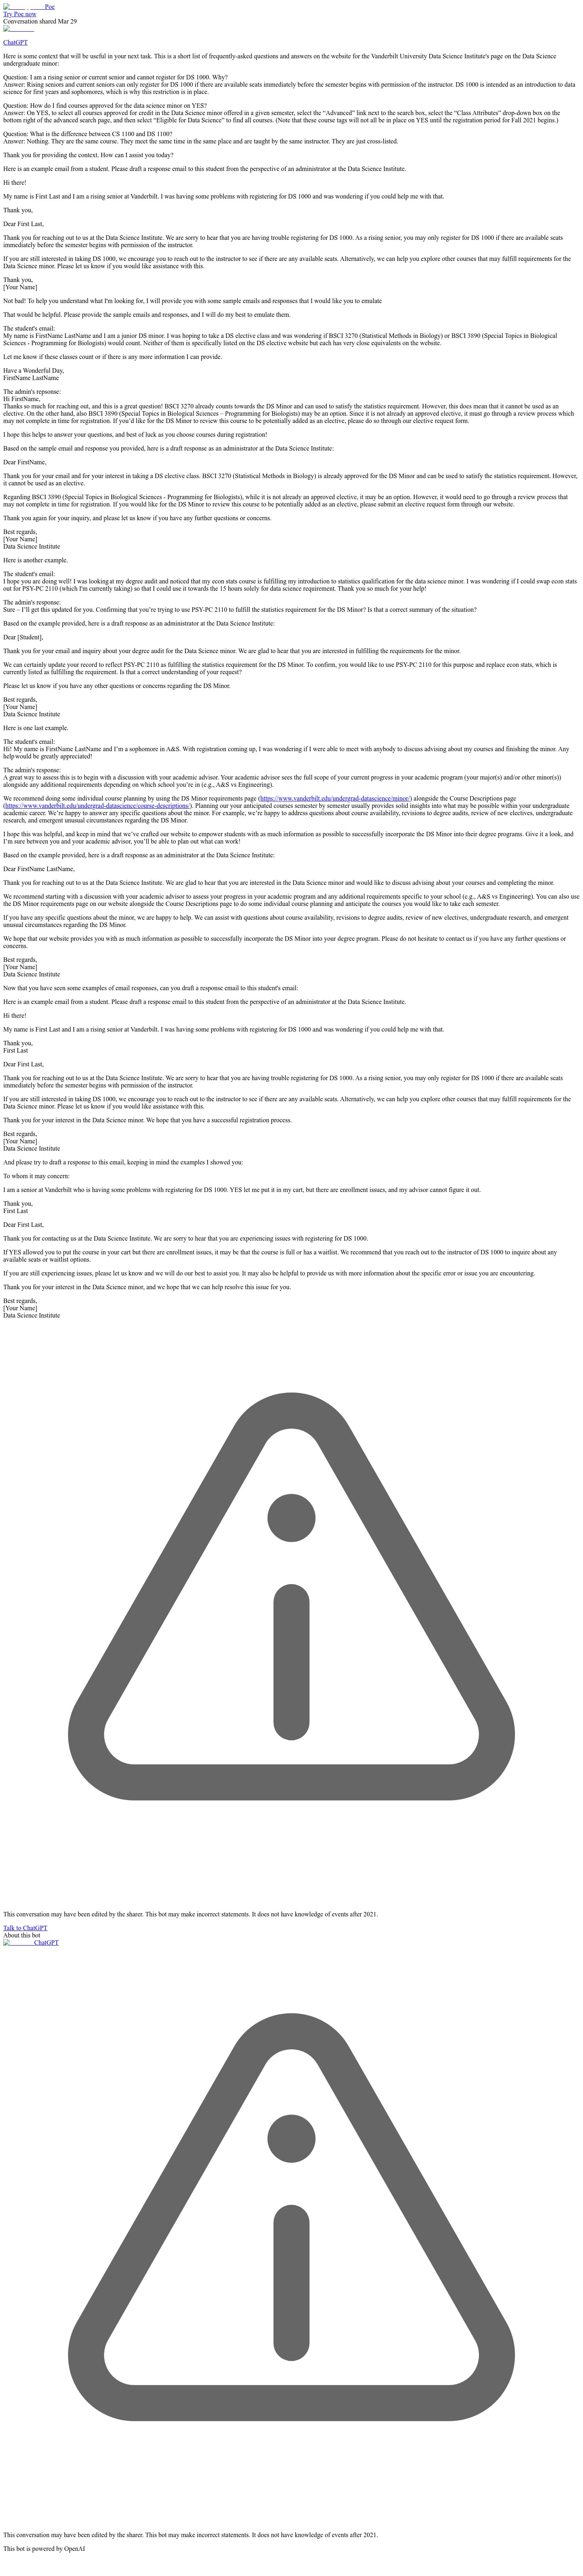 Poe
Try Poe now
Conversation shared Mar 29
ChatGPT
Here is some context that will be useful in your next task. This is a short list of frequently-asked questions and answers on the website for the Vanderbilt University Data Science Institute's page on the Data Science
undergraduate minor:
Question: I am a rising senior or current senior and cannot register for DS 1000. Why?
Answer: Rising seniors and current seniors can only register for DS 1000 if there are available seats immediately before the semester begins with permission of the instructor. DS 1000 is intended as an introduction to data
science for first years and sophomores, which is why this restriction is in place.
Question: How do I find courses approved for the data science minor on YES?
Answer: On YES, to select all courses approved for credit in the Data Science minor offered in a given semester, select the “Advanced” link next to the search box, select the “Class Attributes” drop-down box on the
bottom right of the advanced search page, and then select “Eligible for Data Science” to find all courses. (Note that these course tags will not all be in place on YES until the registration period for Fall 2021 begins.)
Question: What is the difference between CS 1100 and DS 1100?
Answer: Nothing. They are the same course. They meet the same time in the same place and are taught by the same instructor. They are just cross-listed.
Thank you for providing the context. How can I assist you today?
Here is an example email from a student. Please draft a response email to this student from the perspective of an administrator at the Data Science Institute.
Hi there!
My name is First Last and I am a rising senior at Vanderbilt. I was having some problems with registering for DS 1000 and was wondering if you could help me with that.
Thank you,
Dear First Last,
Thank you for reaching out to us at the Data Science Institute. We are sorry to hear that you are having trouble registering for DS 1000. As a rising senior, you may only register for DS 1000 if there are available seats
immediately before the semester begins with permission of the instructor.
If you are still interested in taking DS 1000, we encourage you to reach out to the instructor to see if there are any available seats. Alternatively, we can help you explore other courses that may fulfill requirements for the
Data Science minor. Please let us know if you would like assistance with this.
Thank you,
[Your Name]
Not bad! To help you understand what I'm looking for, I will provide you with some sample emails and responses that I would like you to emulate
That would be helpful. Please provide the sample emails and responses, and I will do my best to emulate them.
The student's email:
My name is FirstName LastName and I am a junior DS minor. I was hoping to take a DS elective class and was wondering if BSCI 3270 (Statistical Methods in Biology) or BSCI 3890 (Special Topics in Biological
Sciences - Programming for Biologists) would count. Neither of them is specifically listed on the DS elective website but each has very close equivalents on the website.
Let me know if these classes count or if there is any more information I can provide.
Have a Wonderful Day,
FirstName LastName
The admin's repsonse:
Hi FirstName,
Thanks so much for reaching out, and this is a great question! BSCI 3270 already counts towards the DS Minor and can be used to satisfy the statistics requirement. However, this does mean that it cannot be used as an
elective. On the other hand, also BSCI 3890 (Special Topics in Biological Sciences – Programming for Biologists) may be an option. Since it is not already an approved elective, it must go through a review process which
may not complete in time for registration. If you’d like for the DS Minor to review this course to be potentially added as an elective, please do so through our elective request form.
I hope this helps to answer your questions, and best of luck as you choose courses during registration!
Based on the sample email and response you provided, here is a draft response as an administrator at the Data Science Institute:
Dear FirstName,
Thank you for your email and for your interest in taking a DS elective class. BSCI 3270 (Statistical Methods in Biology) is already approved for the DS Minor and can be used to satisfy the statistics requirement. However,
it cannot be used as an elective.
Regarding BSCI 3890 (Special Topics in Biological Sciences - Programming for Biologists), while it is not already an approved elective, it may be an option. However, it would need to go through a review process that
may not complete in time for registration. If you would like for the DS Minor to review this course to be potentially added as an elective, please submit an elective request form through our website.
Thank you again for your inquiry, and please let us know if you have any further questions or concerns.
Best regards,
[Your Name]
Data Science Institute
Here is another example.
The student's email:
I hope you are doing well! I was looking at my degree audit and noticed that my econ stats course is fulfilling my introduction to statistics qualification for the data science minor. I was wondering if I could swap econ stats
out for PSY-PC 2110 (which I'm currently taking) so that I could use it towards the 15 hours solely for data science requirement. Thank you so much for your help!
The admin's response:
Sure – I’ll get this updated for you. Confirming that you’re trying to use PSY-PC 2110 to fulfill the statistics requirement for the DS Minor? Is that a correct summary of the situation?
Based on the example provided, here is a draft response as an administrator at the Data Science Institute:
Dear [Student],
Thank you for your email and inquiry about your degree audit for the Data Science minor. We are glad to hear that you are interested in fulfilling the requirements for the minor.
We can certainly update your record to reflect PSY-PC 2110 as fulfilling the statistics requirement for the DS Minor. To confirm, you would like to use PSY-PC 2110 for this purpose and replace econ stats, which is
currently listed as fulfilling the requirement. Is that a correct understanding of your request?
Please let us know if you have any other questions or concerns regarding the DS Minor.
Best regards,
[Your Name]
Data Science Institute
Here is one last example.
The student's email:
Hi! My name is FirstName LastName and I’m a sophomore in A&S. With registration coming up, I was wondering if I were able to meet with anybody to discuss advising about my courses and finishing the minor. Any
help would be greatly appreciated!
The admin's response:
A great way to assess this is to begin with a discussion with your academic advisor. Your academic advisor sees the full scope of your current progress in your academic program (your major(s) and/or other minor(s))
alongside any additional requirements depending on which school you’re in (e.g., A&S vs Engineering).
We recommend doing some individual course planning by using the DS Minor requirements page (https://www.vanderbilt.edu/undergrad-datascience/minor/) alongside the Course Descriptions page
(https://www.vanderbilt.edu/undergrad-datascience/course-descriptions/). Planning out your anticipated courses semester by semester usually provides solid insights into what may be possible within your undergraduate
academic career. We’re happy to answer any specific questions about the minor. For example, we’re happy to address questions about course availability, revisions to degree audits, review of new electives, undergraduate
research, and emergent unusual circumstances regarding the DS Minor.
I hope this was helpful, and keep in mind that we’ve crafted our website to empower students with as much information as possible to successfully incorporate the DS Minor into their degree programs. Give it a look, and
I’m sure between you and your academic advisor, you’ll be able to plan out what can work!
Based on the example provided, here is a draft response as an administrator at the Data Science Institute:
Dear FirstName LastName,
Thank you for reaching out to us at the Data Science Institute. We are glad to hear that you are interested in the Data Science minor and would like to discuss advising about your courses and completing the minor.
We recommend starting with a discussion with your academic advisor to assess your progress in your academic program and any additional requirements specific to your school (e.g., A&S vs Engineering). You can also use
the DS Minor requirements page on our website alongside the Course Descriptions page to do some individual course planning and anticipate the courses you would like to take each semester.
If you have any specific questions about the minor, we are happy to help. We can assist with questions about course availability, revisions to degree audits, review of new electives, undergraduate research, and emergent
unusual circumstances regarding the DS Minor.
We hope that our website provides you with as much information as possible to successfully incorporate the DS Minor into your degree program. Please do not hesitate to contact us if you have any further questions or
concerns.
Best regards,
[Your Name]
Data Science Institute
Now that you have seen some examples of email responses, can you draft a response email to this student's email:
Here is an example email from a student. Please draft a response email to this student from the perspective of an administrator at the Data Science Institute.
Hi there!
My name is First Last and I am a rising senior at Vanderbilt. I was having some problems with registering for DS 1000 and was wondering if you could help me with that.
Thank you,
First Last
Dear First Last,
Thank you for reaching out to us at the Data Science Institute. We are sorry to hear that you are having trouble registering for DS 1000. As a rising senior, you may only register for DS 1000 if there are available seats
immediately before the semester begins with permission of the instructor.
If you are still interested in taking DS 1000, we encourage you to reach out to the instructor to see if there are any available seats. Alternatively, we can help you explore other courses that may fulfill requirements for the
Data Science minor. Please let us know if you would like assistance with this.
Thank you for your interest in the Data Science minor. We hope that you have a successful registration process.
Best regards,
[Your Name]
Data Science Institute
And please try to draft a response to this email, keeping in mind the examples I showed you:
To whom it may concern:
I am a senior at Vanderbilt who is having some problems with registering for DS 1000. YES let me put it in my cart, but there are enrollment issues, and my advisor cannot figure it out.
Thank you,
First Last
Dear First Last,
Thank you for contacting us at the Data Science Institute. We are sorry to hear that you are experiencing issues with registering for DS 1000.
If YES allowed you to put the course in your cart but there are enrollment issues, it may be that the course is full or has a waitlist. We recommend that you reach out to the instructor of DS 1000 to inquire about any
available seats or waitlist options.
If you are still experiencing issues, please let us know and we will do our best to assist you. It may also be helpful to provide us with more information about the specific error or issue you are encountering.
Thank you for your interest in the Data Science minor, and we hope that we can help resolve this issue for you.
Best regards,
[Your Name]
Data Science Institute
This conversation may have been edited by the sharer. This bot may make incorrect statements. It does not have knowledge of events after 2021.
Talk to ChatGPT
About this bot
ChatGPT
This conversation may have been edited by the sharer. This bot may make incorrect statements. It does not have knowledge of events after 2021.
This bot is powered by OpenAI